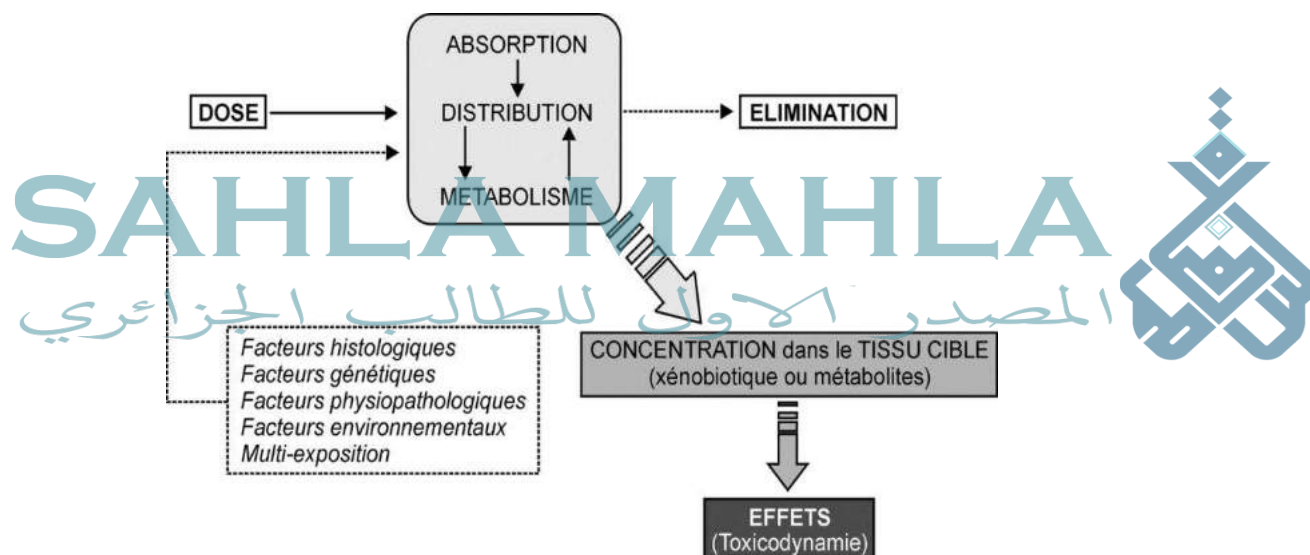 ABSORPTION
DOSE
DISTRIBUTION
ELIMINATION
METABOLISME
SAHLA MAHLA
المصدر الاول للطالب الجزائري
Facteurs histologiques
Facteurs génétiques
Facteurs physiopathologiques
Facteurs environnementaux
Multi-exposition
CONCENTRATION dans le TISSU CIBLE
(xénobiotique ou métabolites)
EFFETS
(Toxicodynamie)